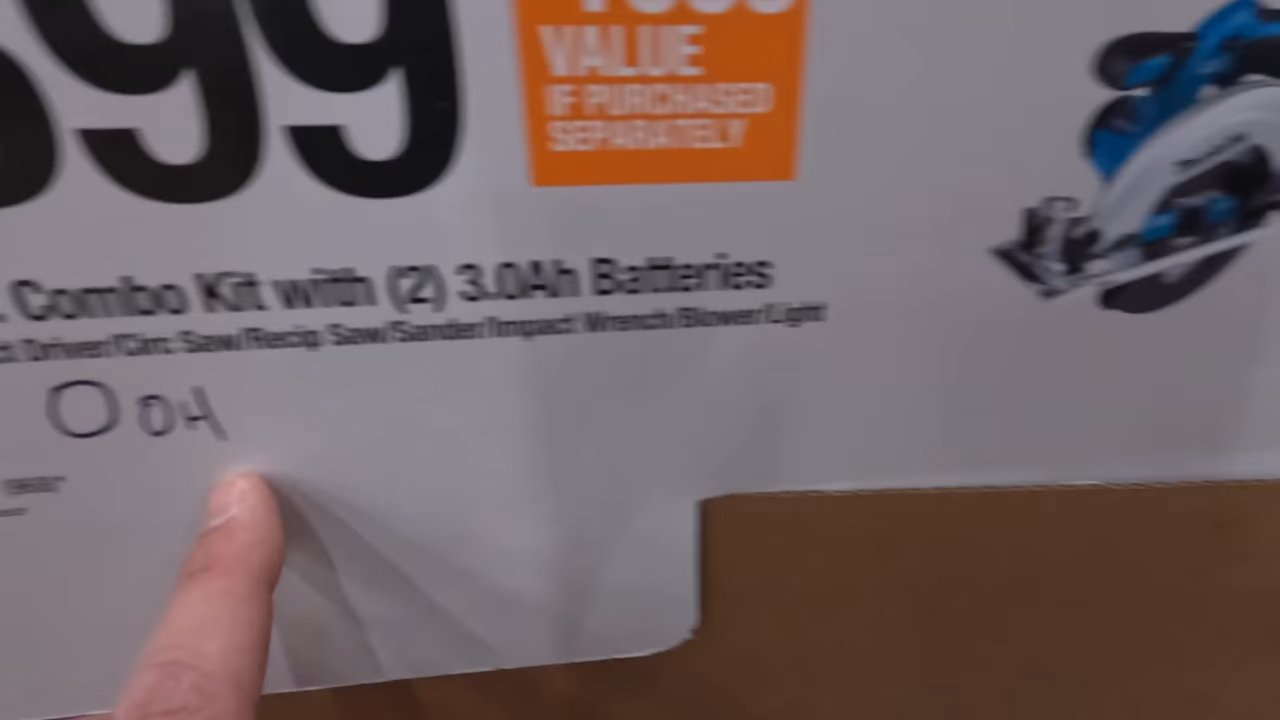 99
VALUE
IF PURCHASED
SEPARATELY
Combo Kit with (2) 3.0Ah Batteries
Driver/Circ Saw/Recip Saw/Sander/Impact Wrench/Blower/Light
O OH